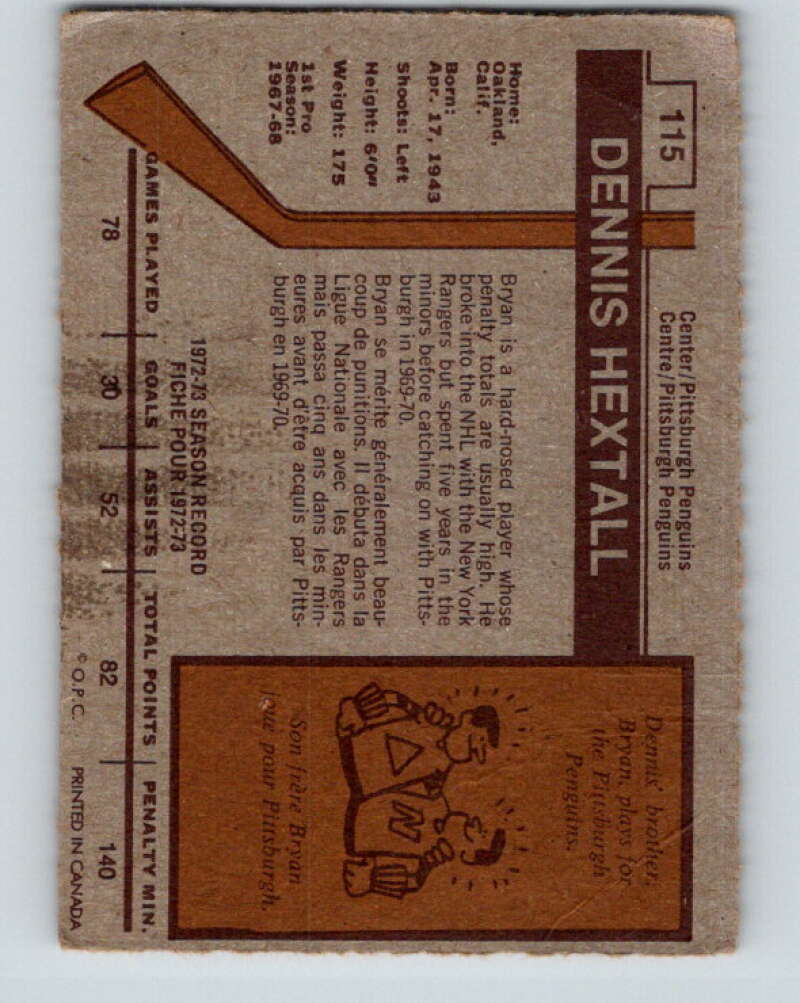 115
DENNIS HEXTALL
Center/Pittsburgh Penguins
Centre/Pittsburgh Penguins
Home:
Oakland,
Calif.
Born:
Apr. 17, 1943
Shoots: Left
Height: 6'0"
Weight: 175
1st Pro
Season:
1967-68
Bryan is a hard-nosed player whose
penalty totals are usually high. He
broke into the NHL with the New York
Rangers but spent five years in the
minors before catching on with Pitts-
burgh in 1969-70.
Bryan se mérite généralement beau-
coup de punitions. Il débuta dans la
Ligue Nationale avec les Rangers
mais passa cinq ans dans les min-
eures avant d'être acquis par Pitts-
burgh en 1969-70.
Dennis' brother,
Bryan, plays for
the Pittsburgh
Penguins.
N
Son frère Bryan
joue pour Pittsburgh.
1972-73 SEASON RECORD
FICHE POUR 1972-73
GAMES PLAYED GOALS ASSISTS TOTAL POINTS PENALTY MIN.
78 30 52 82 140
© O.P.C. PRINTED IN CANADA